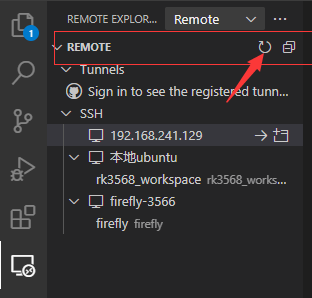 REMOTE EXPLOR...
Remote
1
REMOTE
Tunnels
Sign in to see the registered tunn...
SSH
192.168.241.129
本地ubuntu
rk3568_workspace rk3568_works...
firefly-3566
firefly firefly